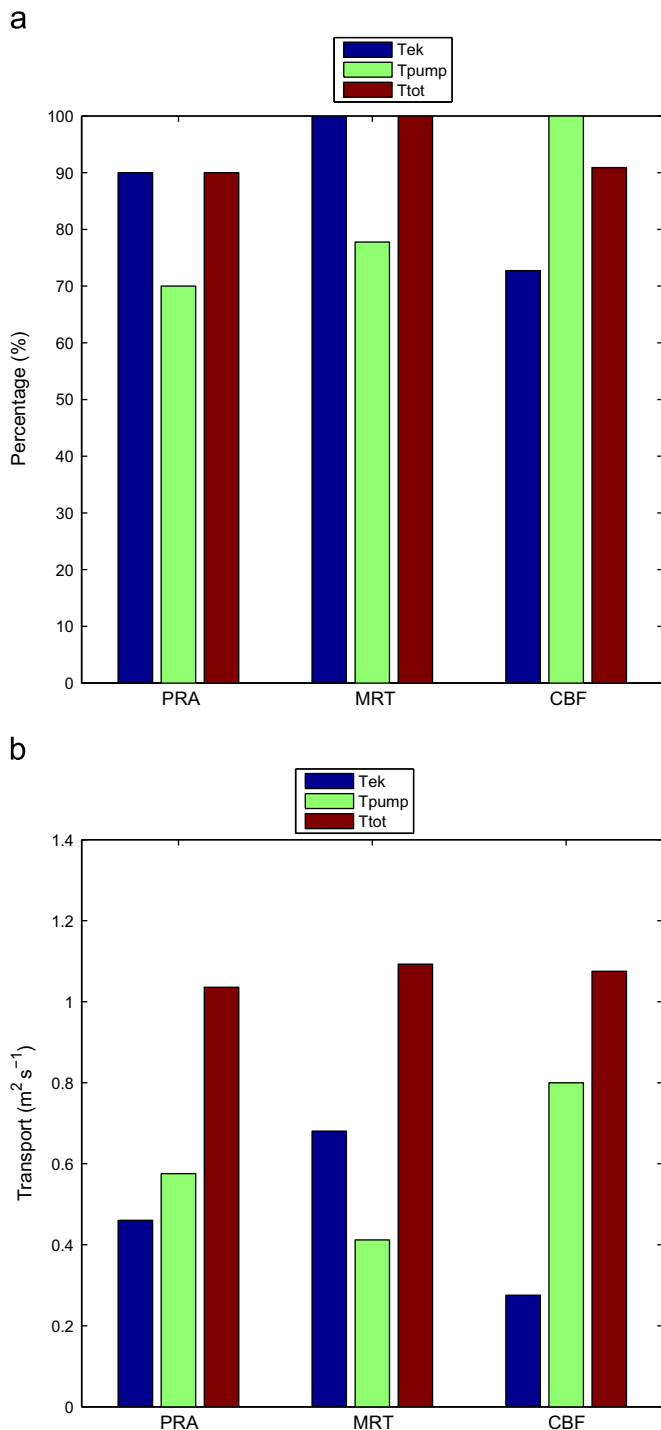 a
Tek
Tpump
Ttot
100
90
80
70
60
50
40
30
20
10
0
Percentage (%)
PRA MRT CBF
b
Tek
Tpump
Ttot
1.4
1.2
1
0.8
0.6
0.4
0.2
0
Transport (m² s⁻¹)
PRA MRT CBF